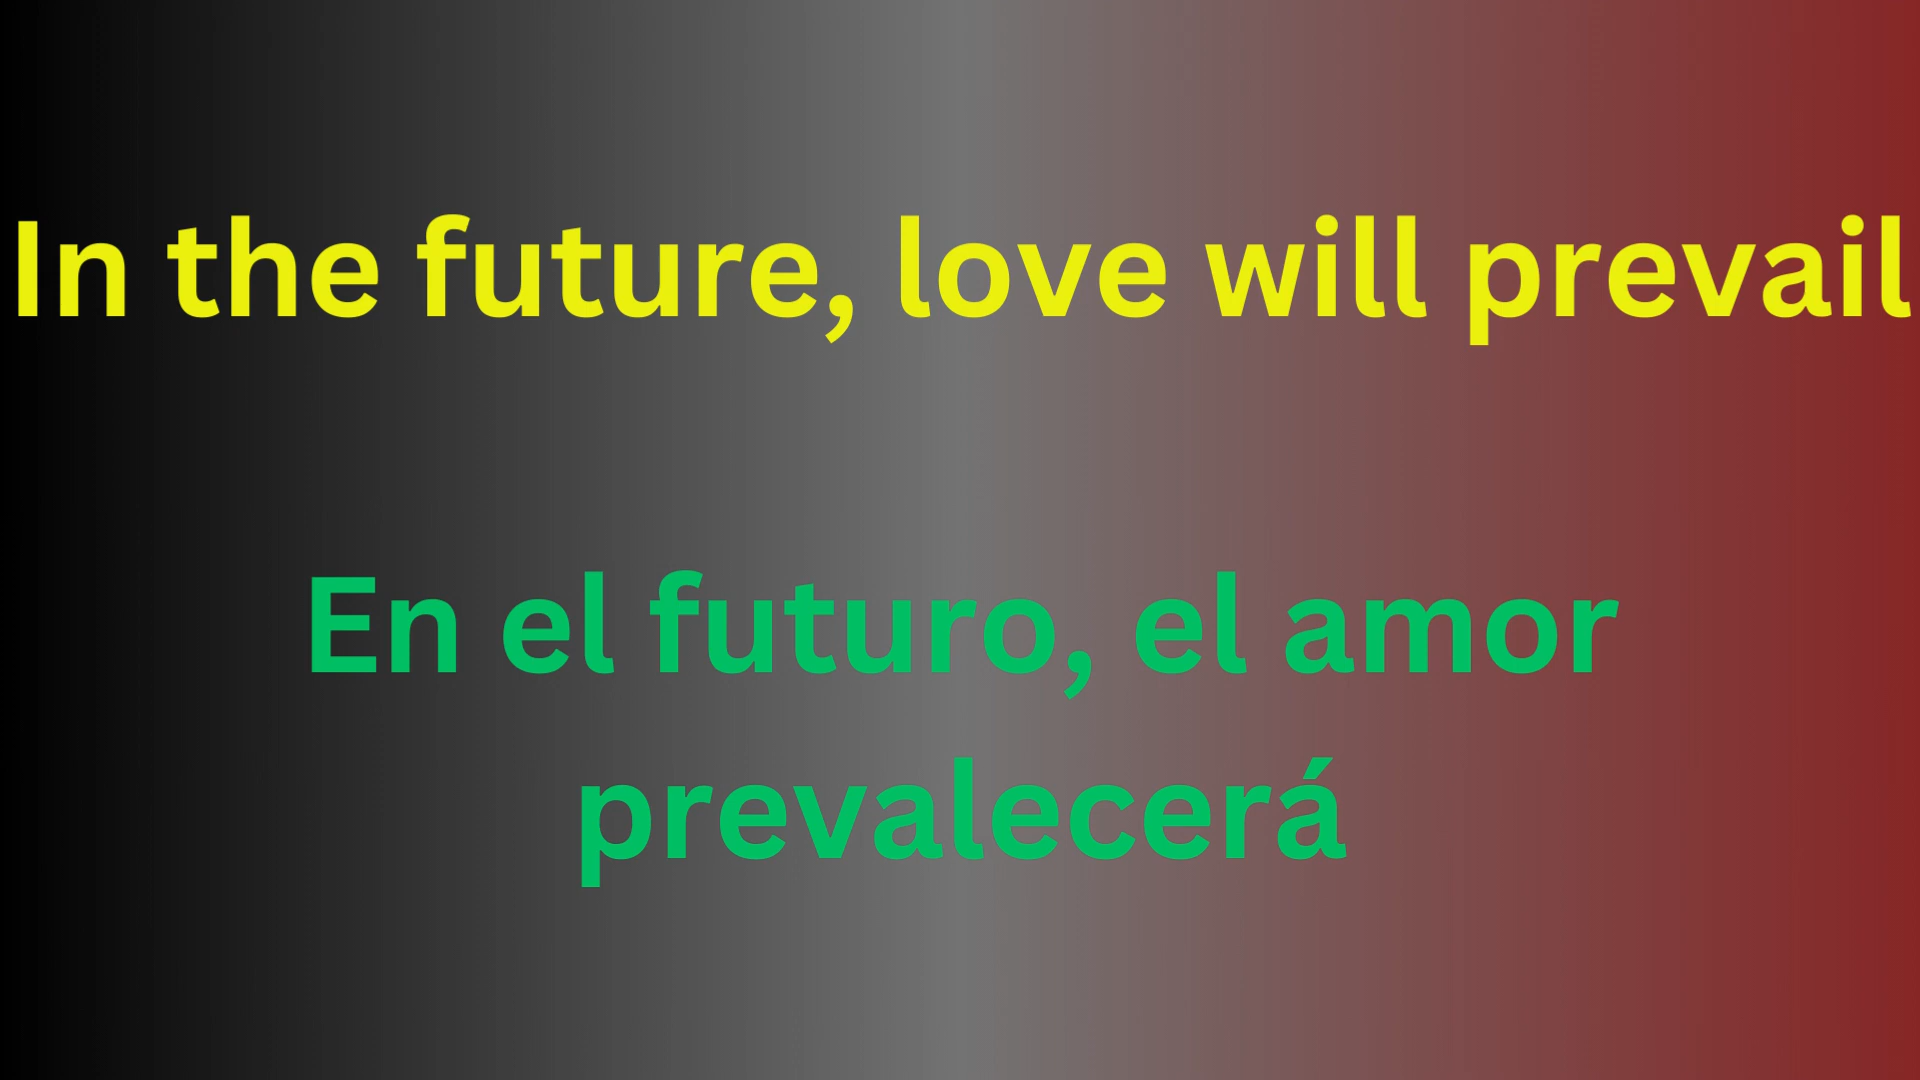 In the future, love will prevail
En el futuro, el amor
prevalecerá